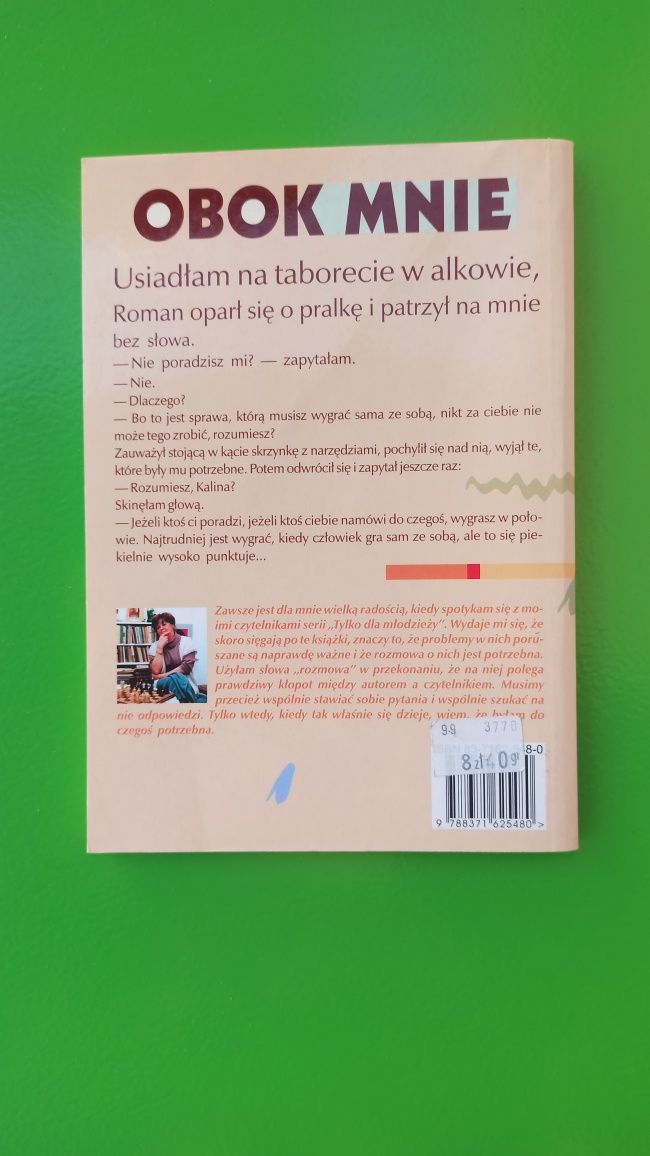 OBOK MNIE
Usiadłam na taborecie w alkowie,
Roman oparł się o pralkę i patrzył na mnie
bez słowa.
— Nie poradzisz mi? — zapytałam.
— Nie.
— Dlaczego?
— Bo to jest sprawa, którą musisz wygrać sama ze sobą, nikt za ciebie nie
może tego zrobić, rozumiesz?
Zauważył stojącą w kącie skrzynkę z narzędziami, pochylił się nad nią, wyjął te,
które były mu potrzebne. Potem odwrócił się i zapytał jeszcze raz:
— Rozumiesz, Kalina?
Skinęłam głową.
— Jeżeli ktoś ci poradzi, jeżeli ktoś ciebie namówi do czegoś, wygrasz w poło-
wie. Najtrudniej jest wygrać, kiedy człowiek gra sam ze sobą, ale to się pie-
kielnie wysoko punktuje...
Zawsze jest dla mnie wielką radością, kiedy spotykam się z mo-
imi czytelnikami serii ,,Tylko dla młodzieży". Wydaje mi się, że
skoro sięgają po te książki, znaczy to, że problemy w nich poru-
szane są naprawdę ważne i że rozmowa o nich jest potrzebna.
Użyłam słowa ,,rozmowa" w przekonaniu, że na niej polega
prawdziwy kłopot między autorem a czytelnikiem. Musimy
przecież wspólnie stawiać sobie pytania i wspólnie szukać na
nie odpowiedzi. Tylko wtedy, kiedy tak właśnie się dzieje, wiem, że byłam do
czegoś potrzebna.
99 3770
8 zł 40 gr
9 788371 625480 >